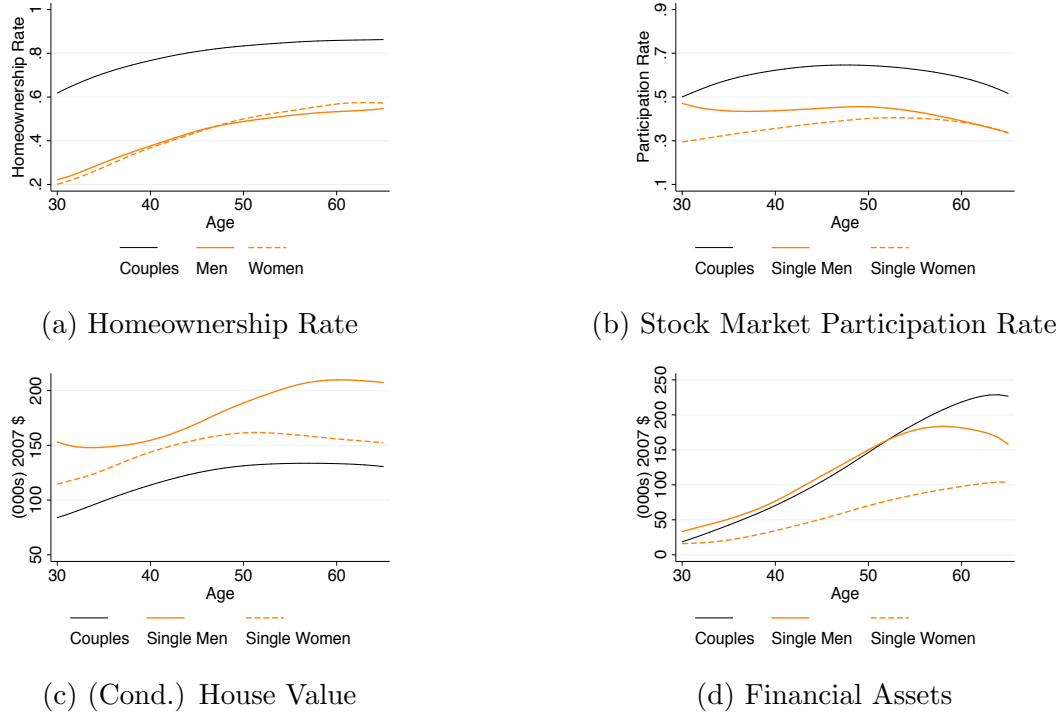 Homeownership Rate
1
.8
.6
.4
.2
30 40 50 60
Age
Couples Men Women
(a) Homeownership Rate
Participation Rate
.9
.7
.5
.3
.1
30 40 50 60
Age
Couples Single Men Single Women
(b) Stock Market Participation Rate
(000s) 2007 $
200
150
100
50
30 40 50 60
Age
Couples Single Men Single Women
(c) (Cond.) House Value
(000s) 2007 $
250
200
150
100
50
0
30 40 50 60
Age
Couples Single Men Single Women
(d) Financial Assets